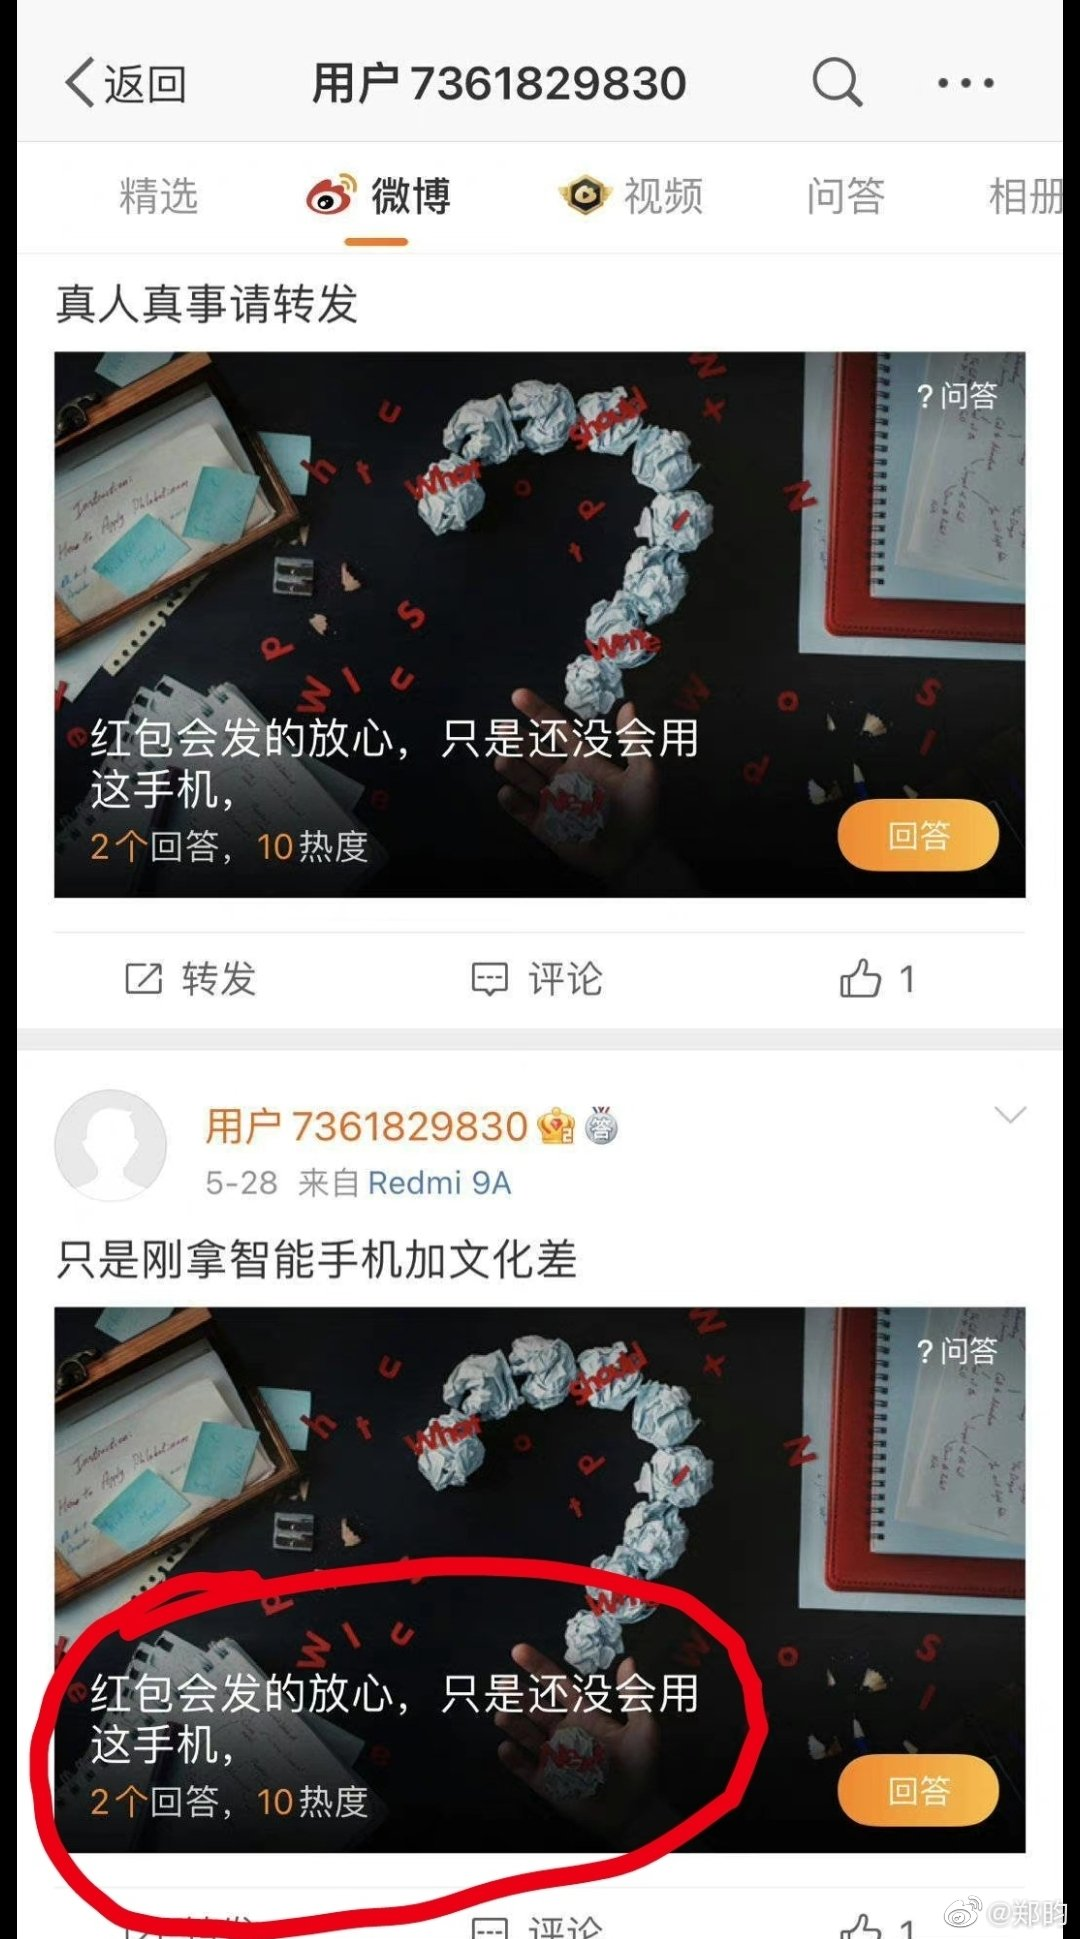 返回 用户7361829830
精选 微博 视频 问答 相册
真人真事请转发
?问答
What
Should
Write
Next
红包会发的放心，只是还没会用
这手机，
2个回答，10热度
回答
转发 评论 1
用户7361829830
5-28 来自 Redmi 9A
只是刚拿智能手机加文化差
?问答
What
Should
红包会发的放心，只是还没会用
这手机，
2个回答，10热度
回答
评论 1
@郑昀